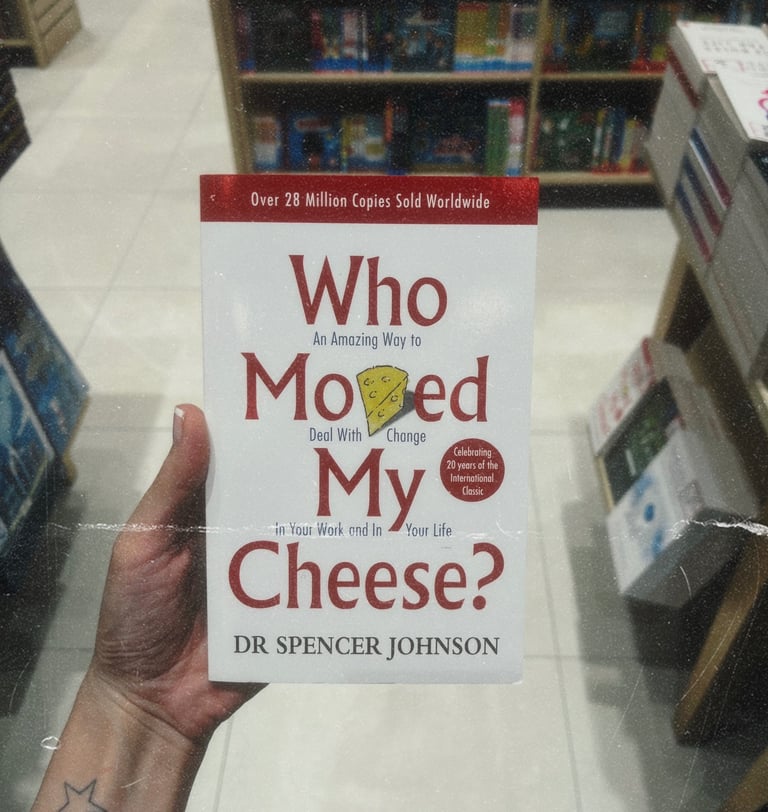 Over 28 Million Copies Sold Worldwide
Who
An Amazing Way to
Moved
Deal With Change
My
Celebrating
20 years of the
International
Classic
In Your Work and In Your Life
Cheese?
DR SPENCER JOHNSON